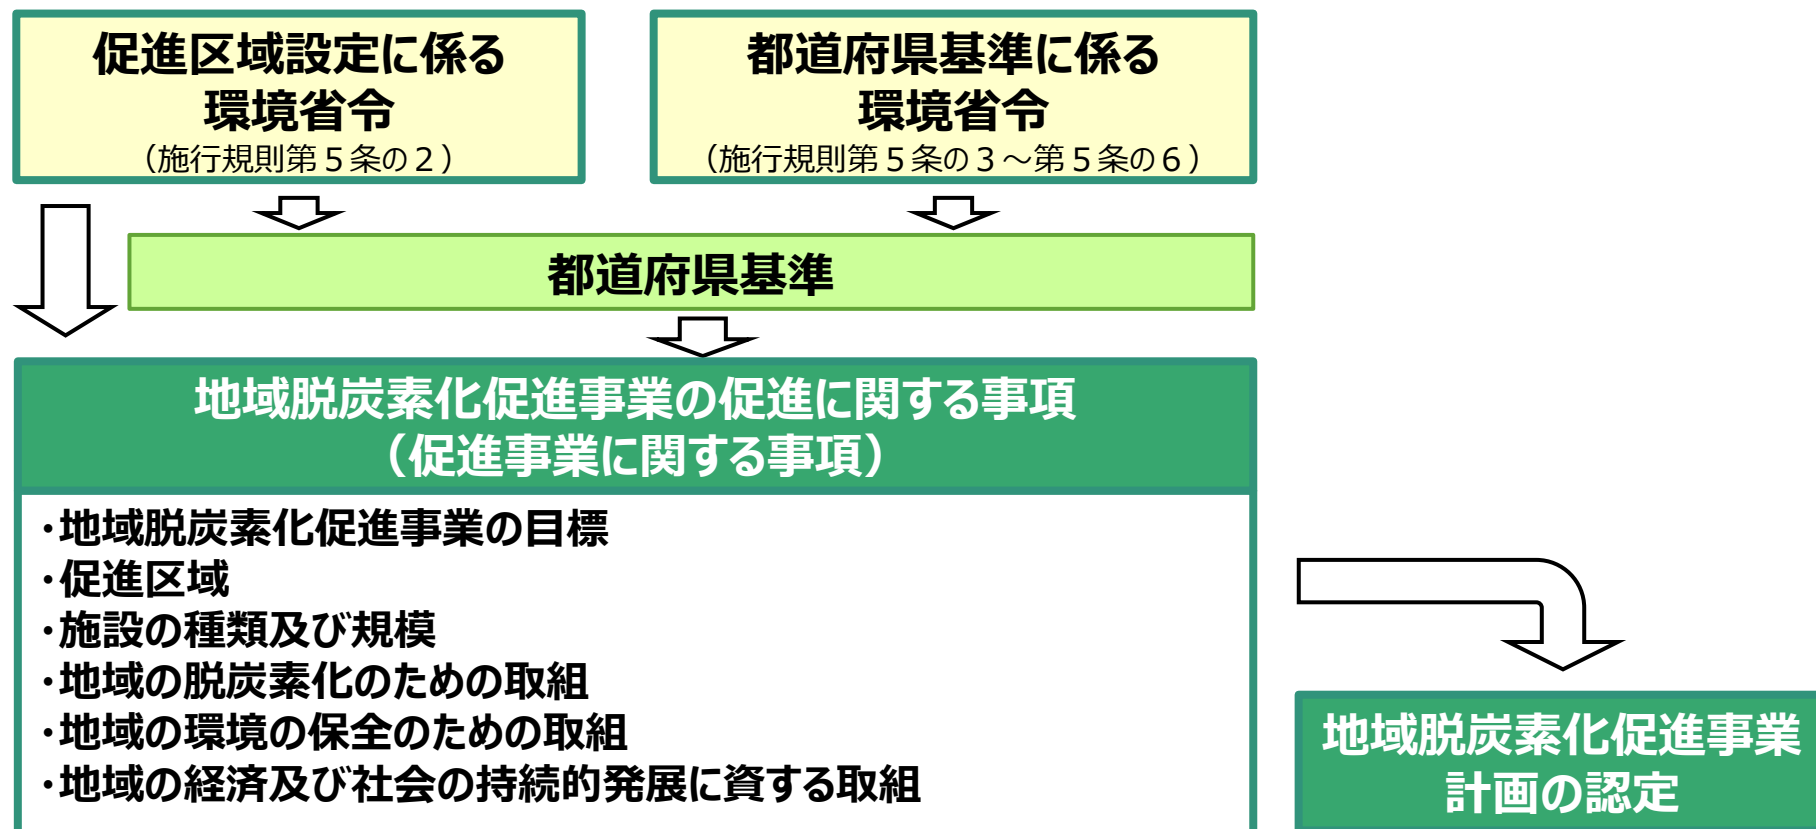 促進区域設定に係る
環境省令
（施行規則第５条の２）
都道府県基準に係る
環境省令
（施行規則第５条の３～第５条の６）
都道府県基準
地域脱炭素化促進事業の促進に関する事項
（促進事業に関する事項）
・地域脱炭素化促進事業の目標
・促進区域
・施設の種類及び規模
・地域の脱炭素化のための取組
・地域の環境の保全のための取組
・地域の経済及び社会の持続的発展に資する取組
地域脱炭素化促進事業
計画の認定